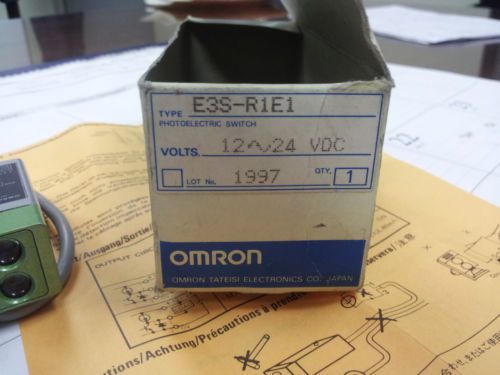 TYPE E3S-R1E1
PHOTOELECTRIC SWITCH
VOLTS. 12∿24 VDC
LOT No. 1997 QTY. 1
OMRON
OMRON TATEISI ELECTRONICS CO. JAPAN
Ausgang/Sortie/
OUTPUT CIRC
utions/Achtung/Précautions à prendre